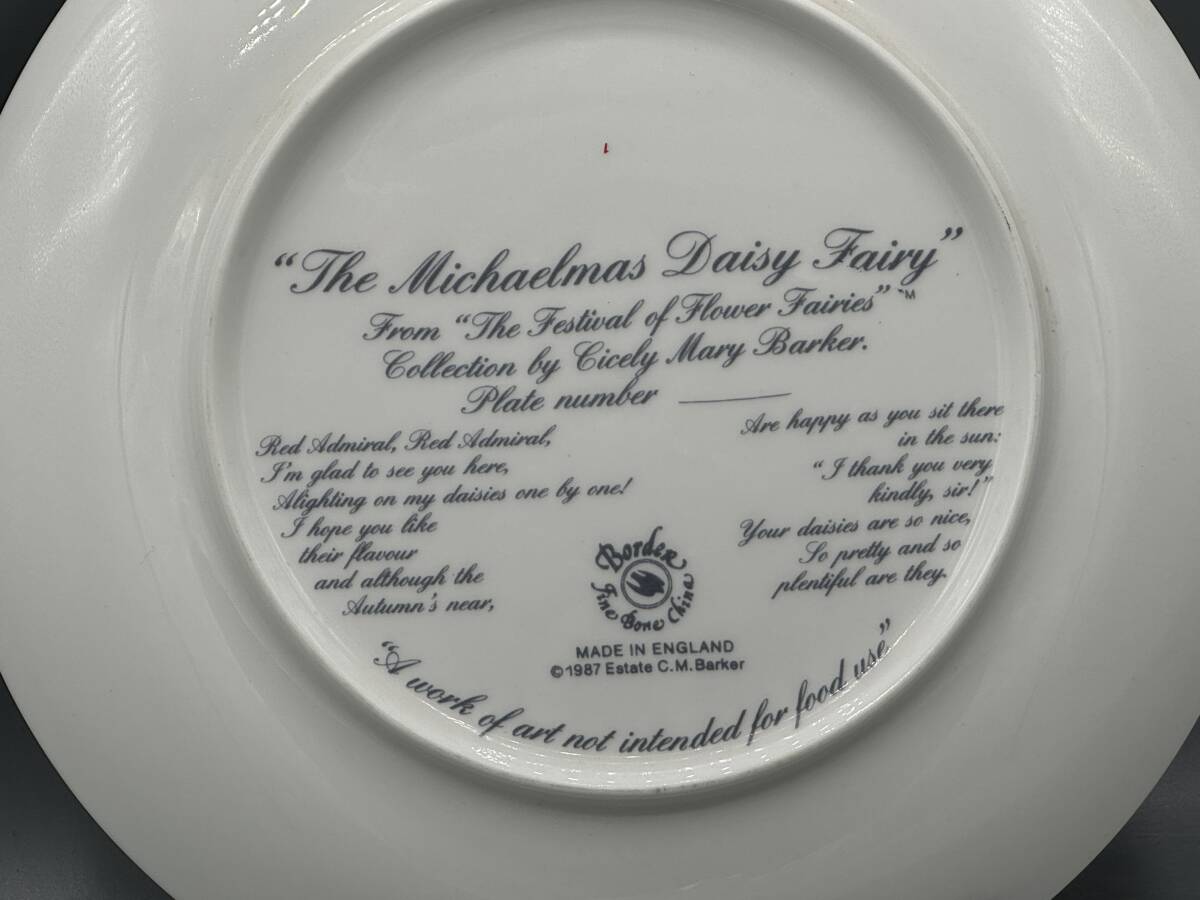 “The Michaelmas Daisy Fairy”
From “The Festival of Flower Fairies” ™
Collection by Cicely Mary Barker.
Plate number
Red Admiral, Red Admiral,
I'm glad to see you here,
Alighting on my daisies one by one!
I hope you like
their flavour
and although the
Autumn's near,
Are happy as you sit there
in the sun:
“I thank you very
kindly, sir!”
Your daisies are so nice,
So pretty and so
plentiful are they.
Border
Fine Bone China
MADE IN ENGLAND
©1987 Estate C.M.Barker
“A work of art not intended for food use”